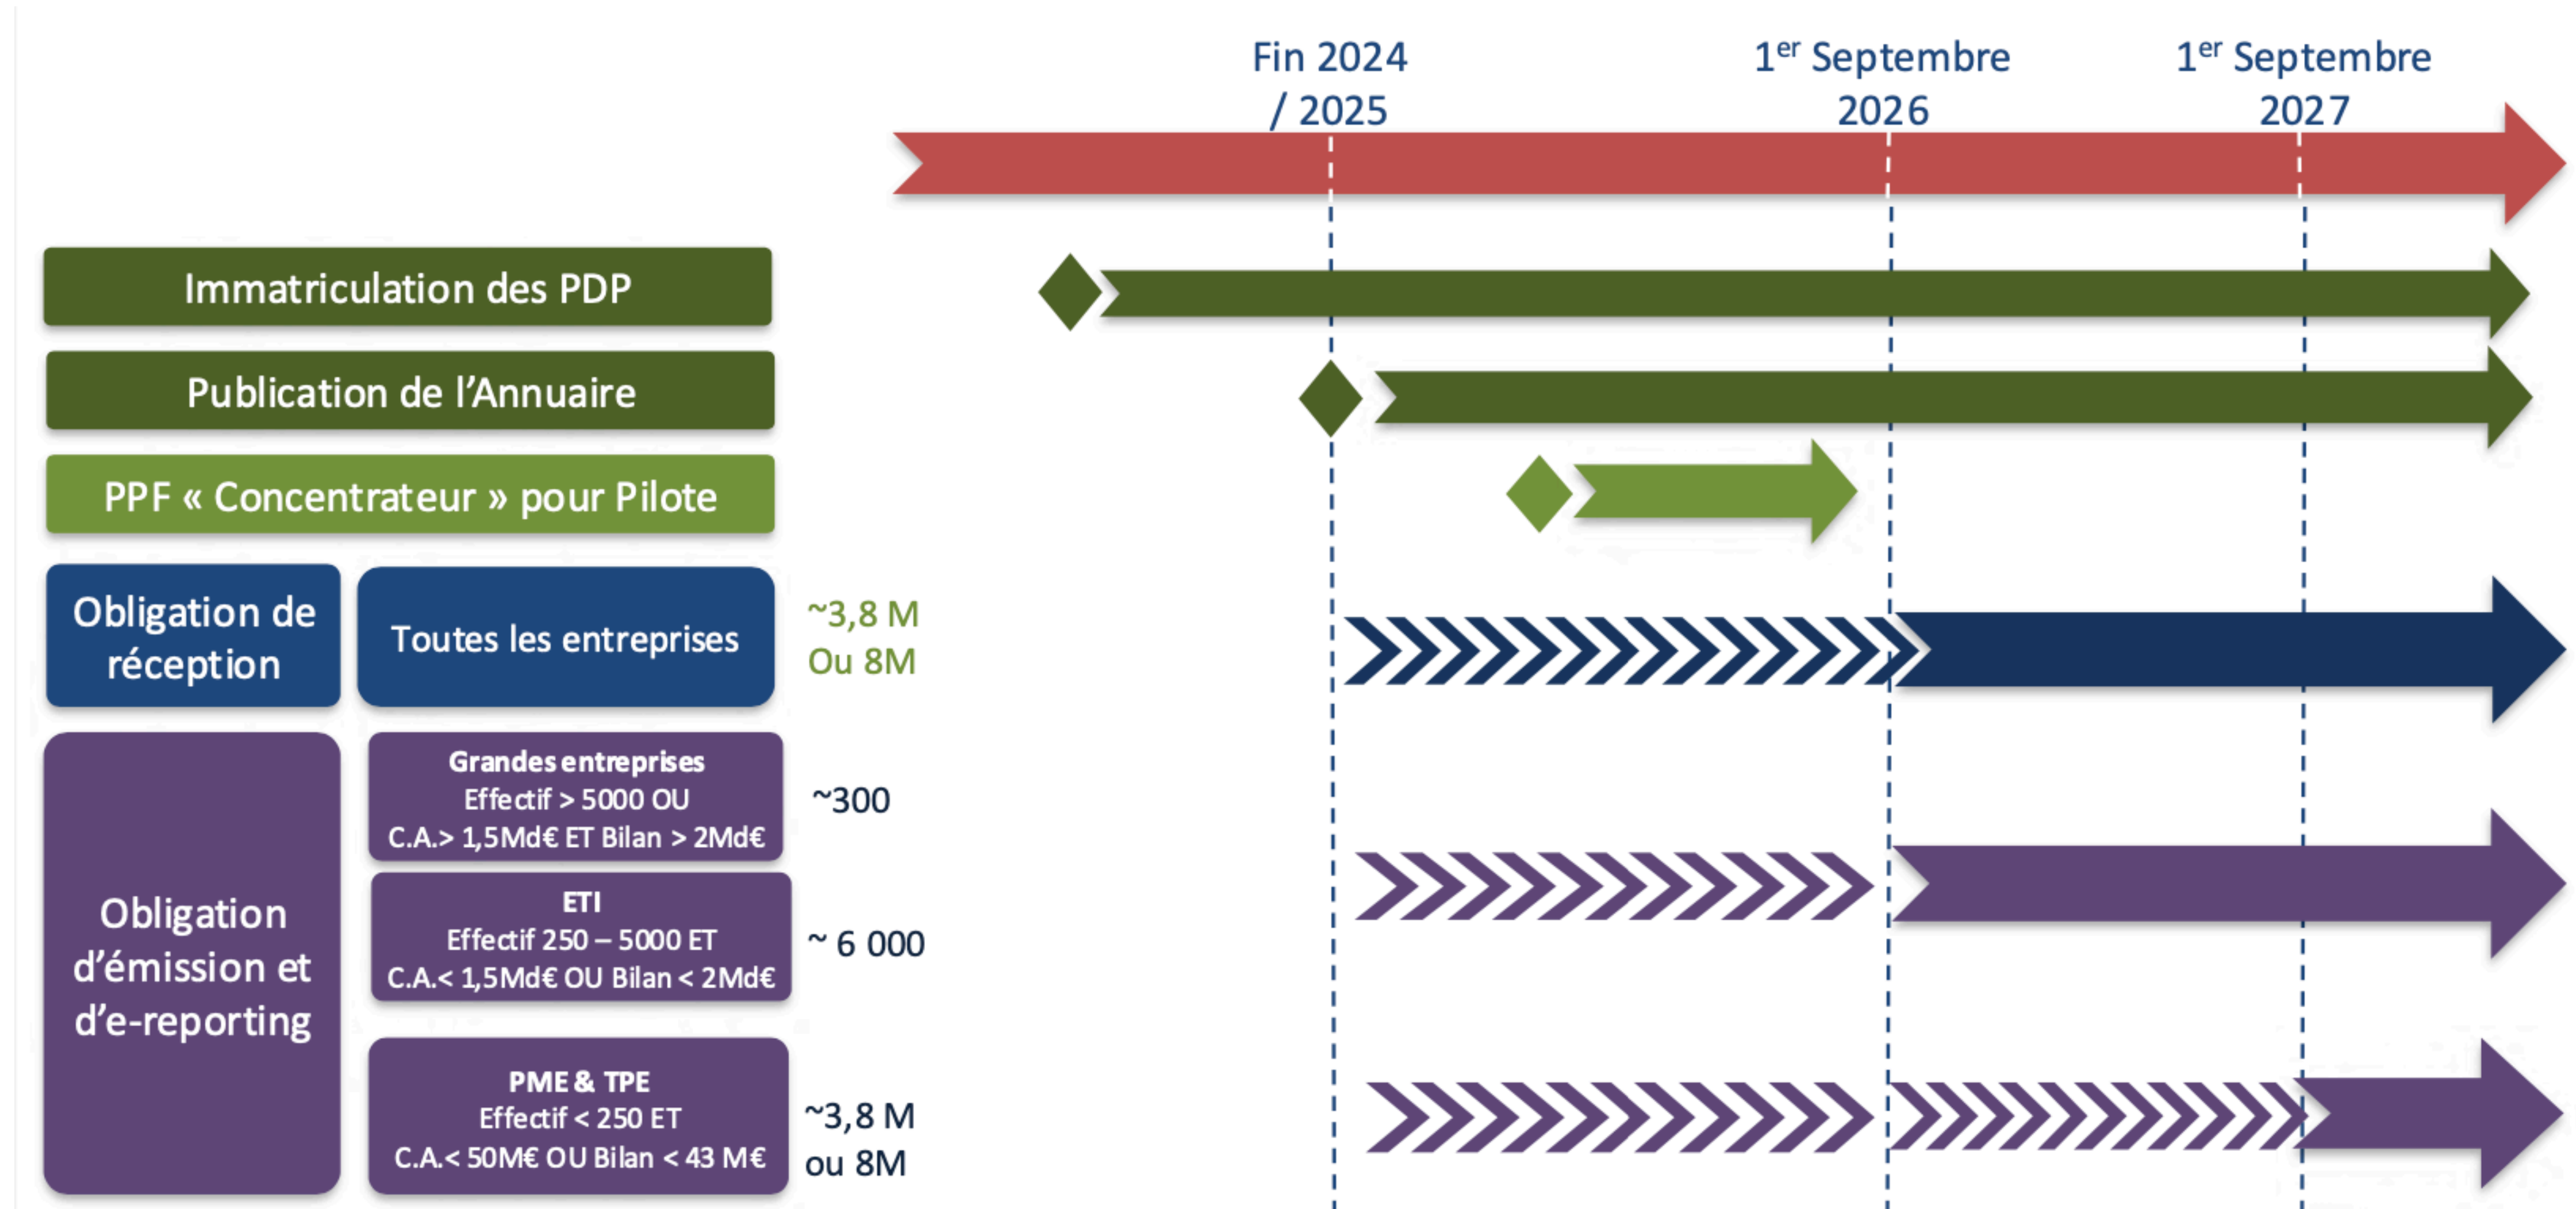 Fin 2024
/ 2025
1er Septembre
2026
1er Septembre
2027
Immatriculation des PDP
Publication de l’Annuaire
PPF « Concentrateur » pour Pilote
Obligation de
réception
Toutes les entreprises
~3,8 M
Ou 8M
Obligation
d’émission et
d’e-reporting
Grandes entreprises
Effectif > 5000 OU
C.A.> 1,5Md€ ET Bilan > 2Md€
~300
ETI
Effectif 250 – 5000 ET
C.A.< 1,5Md€ OU Bilan < 2Md€
~ 6 000
PME & TPE
Effectif < 250 ET
C.A.< 50M€ OU Bilan < 43 M€
~3,8 M
ou 8M